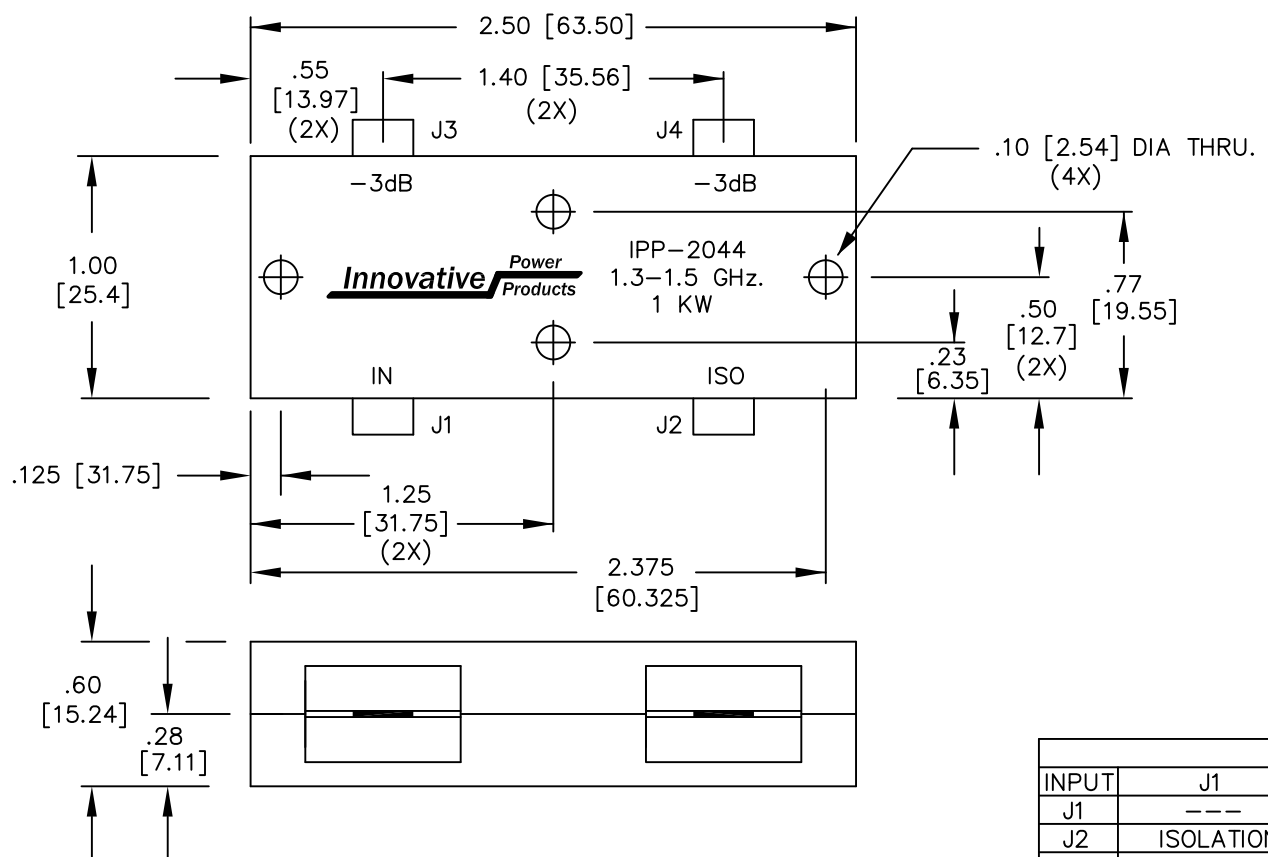 2.50 [63.50]
.55
[13.97]
(2X)
1.40 [35.56]
(2X)
J3
J4
.10 [2.54] DIA THRU.
(4X)
-3dB
-3dB
1.00
[25.4]
Innovative Power Products
IPP-2044
1.3-1.5 GHz.
1 KW
.77
[19.55]
.50
[12.7]
(2X)
.23
[6.35]
IN
ISO
J1
J2
.125 [31.75]
1.25
[31.75]
(2X)
2.375
[60.325]
.60
[15.24]
.28
[7.11]
INPUT J1
J1 ---
J2 ISOLATION